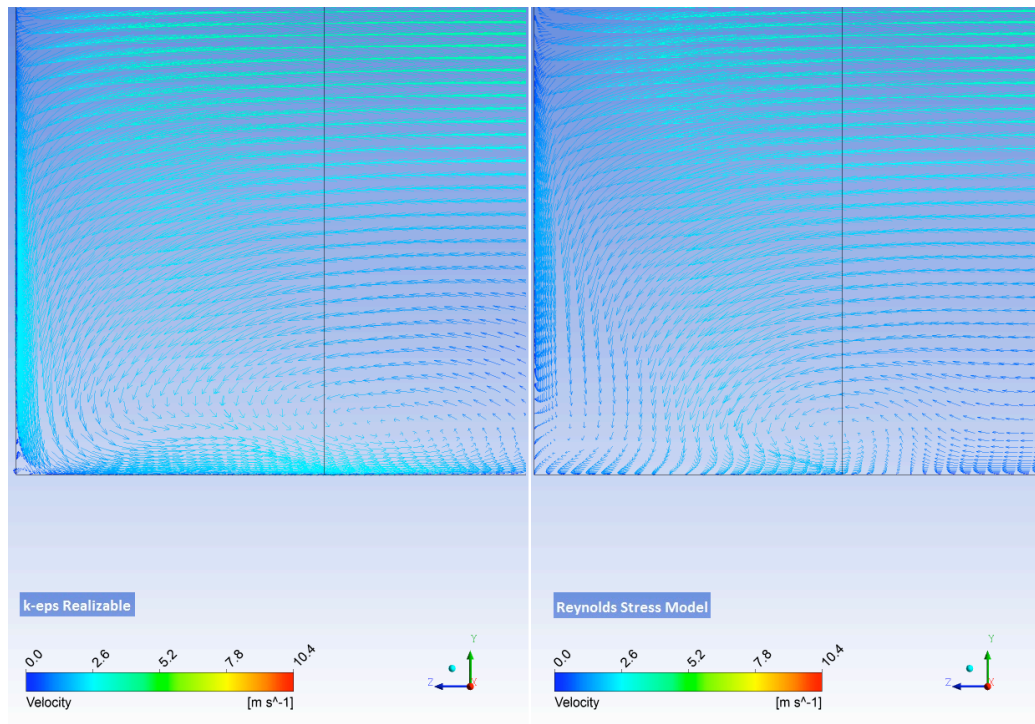 k-eps Realizable
0.0 2.6 5.2 7.8 10.4
Velocity [m s^-1]
Y
Z X
Reynolds Stress Model
0.0 2.6 5.2 7.8 10.4
Velocity [m s^-1]
Y
Z X